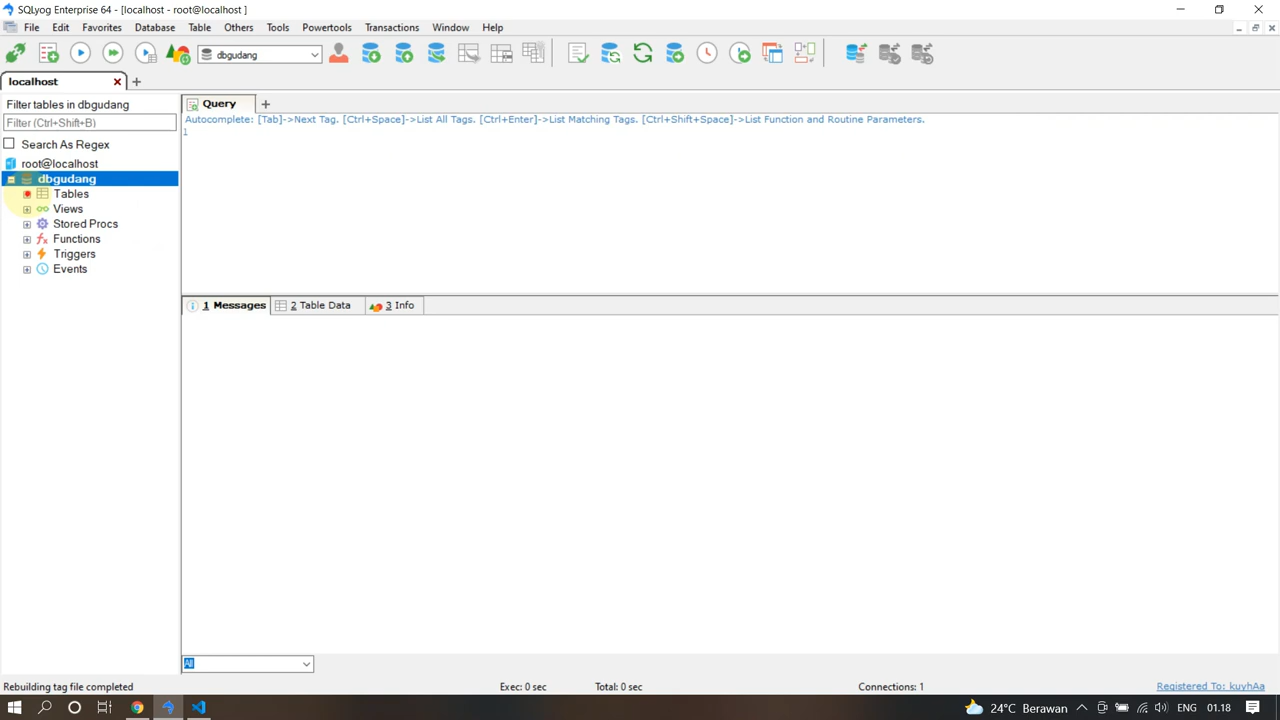 SQLyog Enterprise 64 - [localhost - root@localhost ]
File Edit Favorites Database Table Others Tools Powertools Transactions Window Help
dbgudang
localhost
Filter tables in dbgudang
Filter (Ctrl+Shift+B)
Search As Regex
root@localhost
dbgudang
Tables
Views
Stored Procs
Functions
Triggers
Events
Query
Autocomplete: [Tab]->Next Tag. [Ctrl+Space]->List All Tags. [Ctrl+Enter]->List Matching Tags. [Ctrl+Shift+Space]->List Function and Routine Parameters.
1
1 Messages 2 Table Data 3 Info
All
Rebuilding tag file completed Exec: 0 sec Total: 0 sec Connections: 1 Registered To: kuyhAa
24°C Berawan ENG 01.18